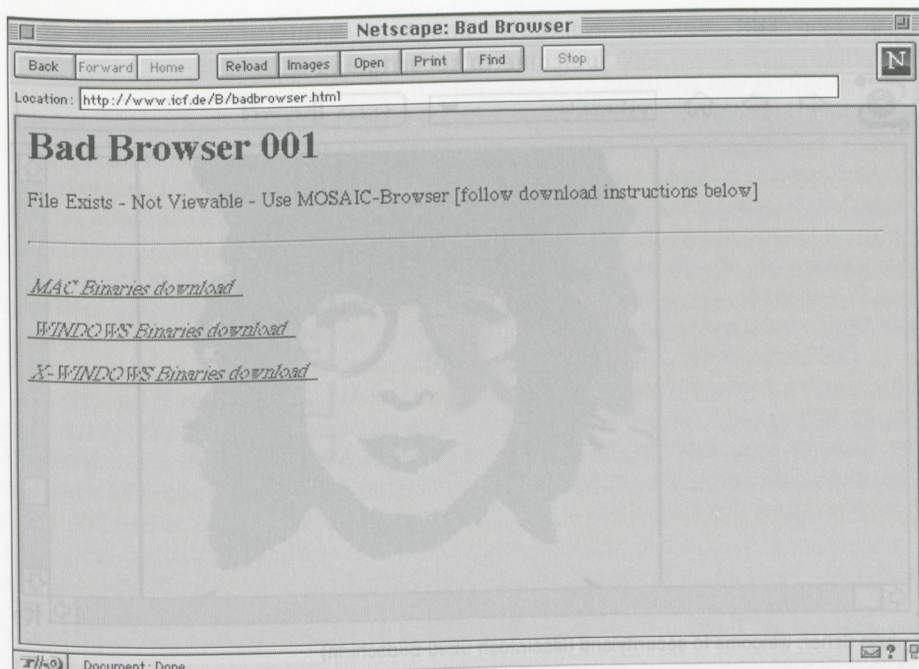 Netscape: Bad Browser
Back Forward Home Reload Images Open Print Find Stop N
Location: http://www.icf.de/B/badbrowser.html
Bad Browser 001
File Exists - Not Viewable - Use MOSAIC-Browser [follow download instructions below]
MAC Binaries download
WINDOWS Binaries download
X-WINDOWS Binaries download
Document: Done
?